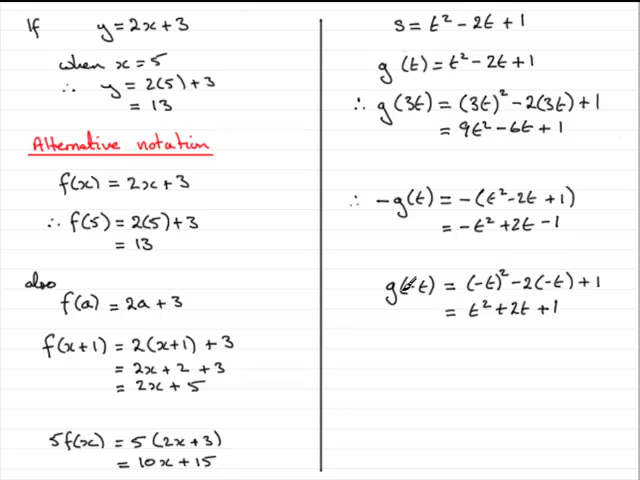 If y = 2x + 3
when x = 5
∴ y = 2(5) + 3
= 13
Alternative notation
f(x) = 2x + 3
∴ f(5) = 2(5) + 3
= 13
also
f(a) = 2a + 3
f(x+1) = 2(x+1) + 3
= 2x + 2 + 3
= 2x + 5
5f(x) = 5(2x+3)
= 10x + 15
s = t² - 2t + 1
g(t) = t² - 2t + 1
∴ g(3t) = (3t)² - 2(3t) + 1
= 9t² - 6t + 1
∴ -g(t) = -(t² - 2t + 1)
= -t² + 2t - 1
g(-t) = (-t)² - 2(-t) + 1
= t² + 2t + 1